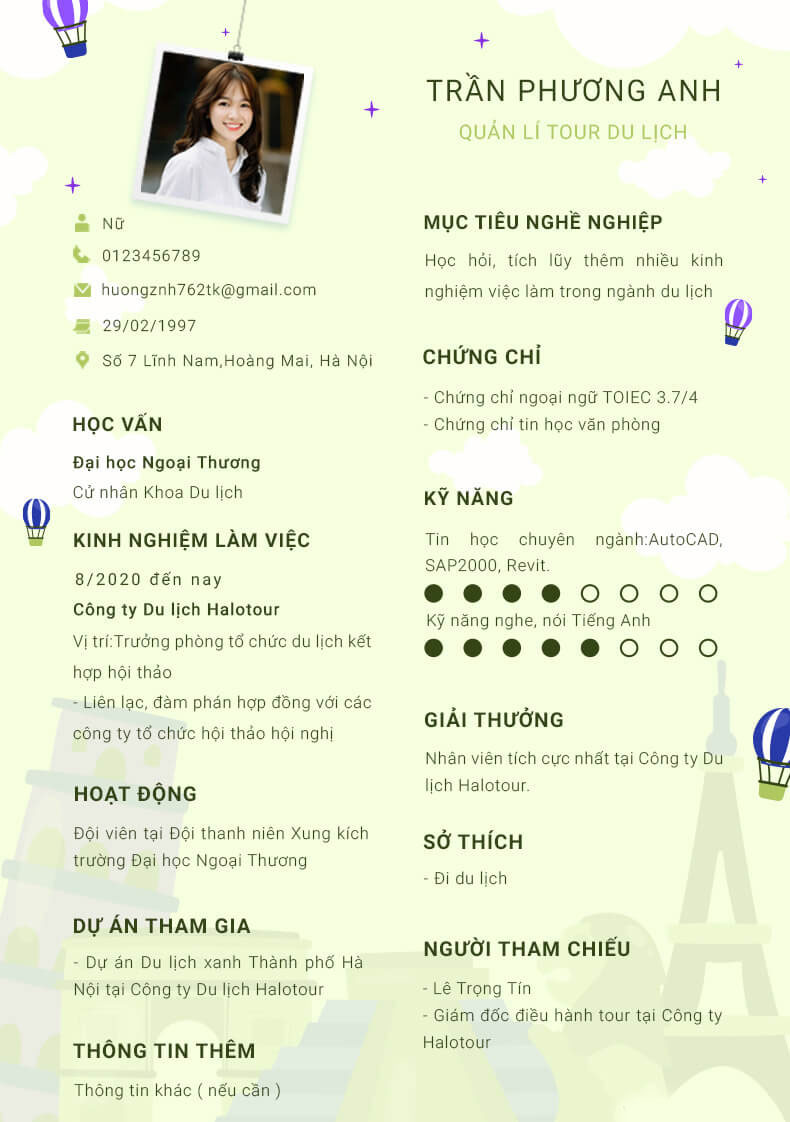 TRẦN PHƯƠNG ANH
QUẢN LÍ TOUR DU LỊCH
Nữ
0123456789
huongznh762tk@gmail.com
29/02/1997
Số 7 Lĩnh Nam,Hoàng Mai, Hà Nội
HỌC VẤN
Đại học Ngoại Thương
Cử nhân Khoa Du lịch
KINH NGHIỆM LÀM VIỆC
8/2020 đến nay
Công ty Du lịch Halotour
Vị trí:Trưởng phòng tổ chức du lịch kết
hợp hội thảo
- Liên lạc, đàm phán hợp đồng với các
công ty tổ chức hội thảo hội nghị
HOẠT ĐỘNG
Đội viên tại Đội thanh niên Xung kích
trường Đại học Ngoại Thương
DỰ ÁN THAM GIA
- Dự án Du lịch xanh Thành phố Hà
Nội tại Công ty Du lịch Halotour
THÔNG TIN THÊM
Thông tin khác ( nếu cần )
MỤC TIÊU NGHỀ NGHIỆP
Học hỏi, tích lũy thêm nhiều kinh
nghiệm việc làm trong ngành du lịch
CHỨNG CHỈ
- Chứng chỉ ngoại ngữ TOIEC 3.7/4
- Chứng chỉ tin học văn phòng
KỸ NĂNG
Tin học chuyên ngành:AutoCAD,
SAP2000, Revit.
Kỹ năng nghe, nói Tiếng Anh
GIẢI THƯỞNG
Nhân viên tích cực nhất tại Công ty Du
lịch Halotour.
SỞ THÍCH
- Đi du lịch
NGƯỜI THAM CHIẾU
- Lê Trọng Tín
- Giám đốc điều hành tour tại Công ty
Halotour